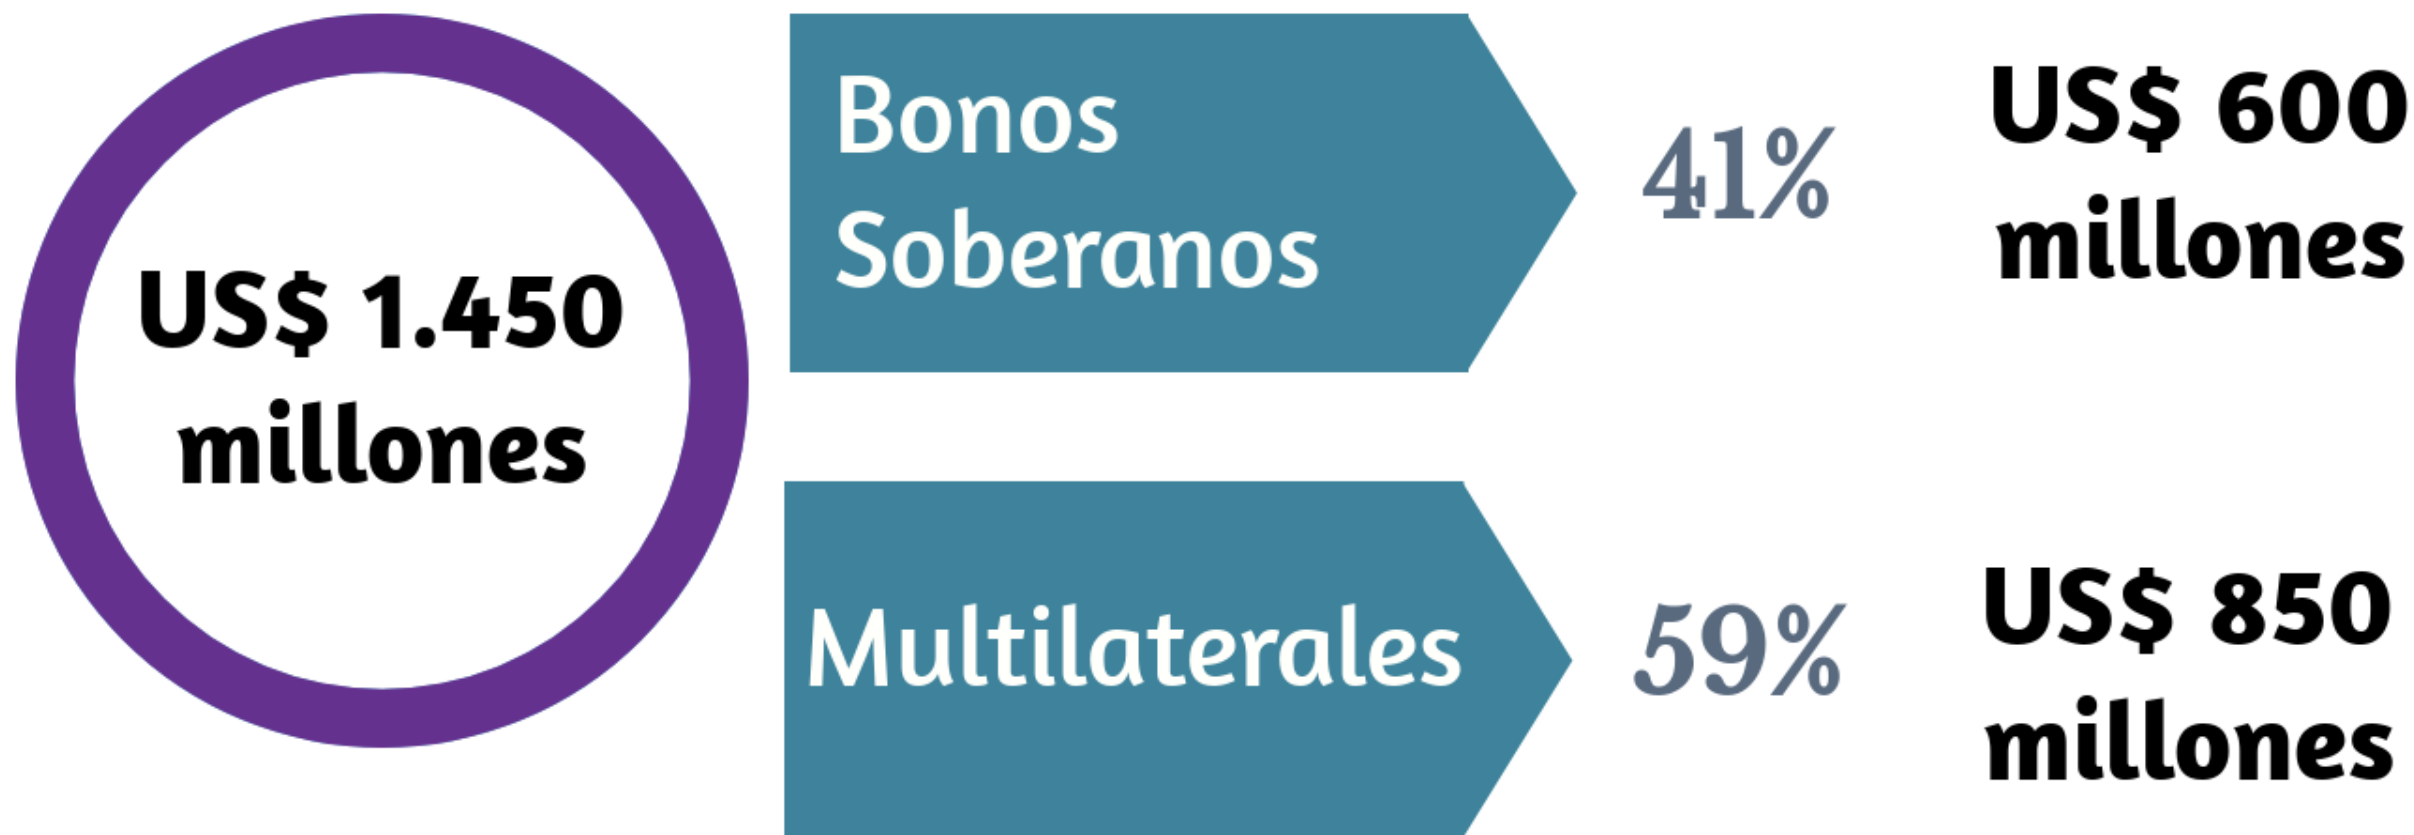 US$ 1.450
millones
Bonos
Soberanos
41%
US$ 600
millones
Multilaterales
59%
US$ 850
millones